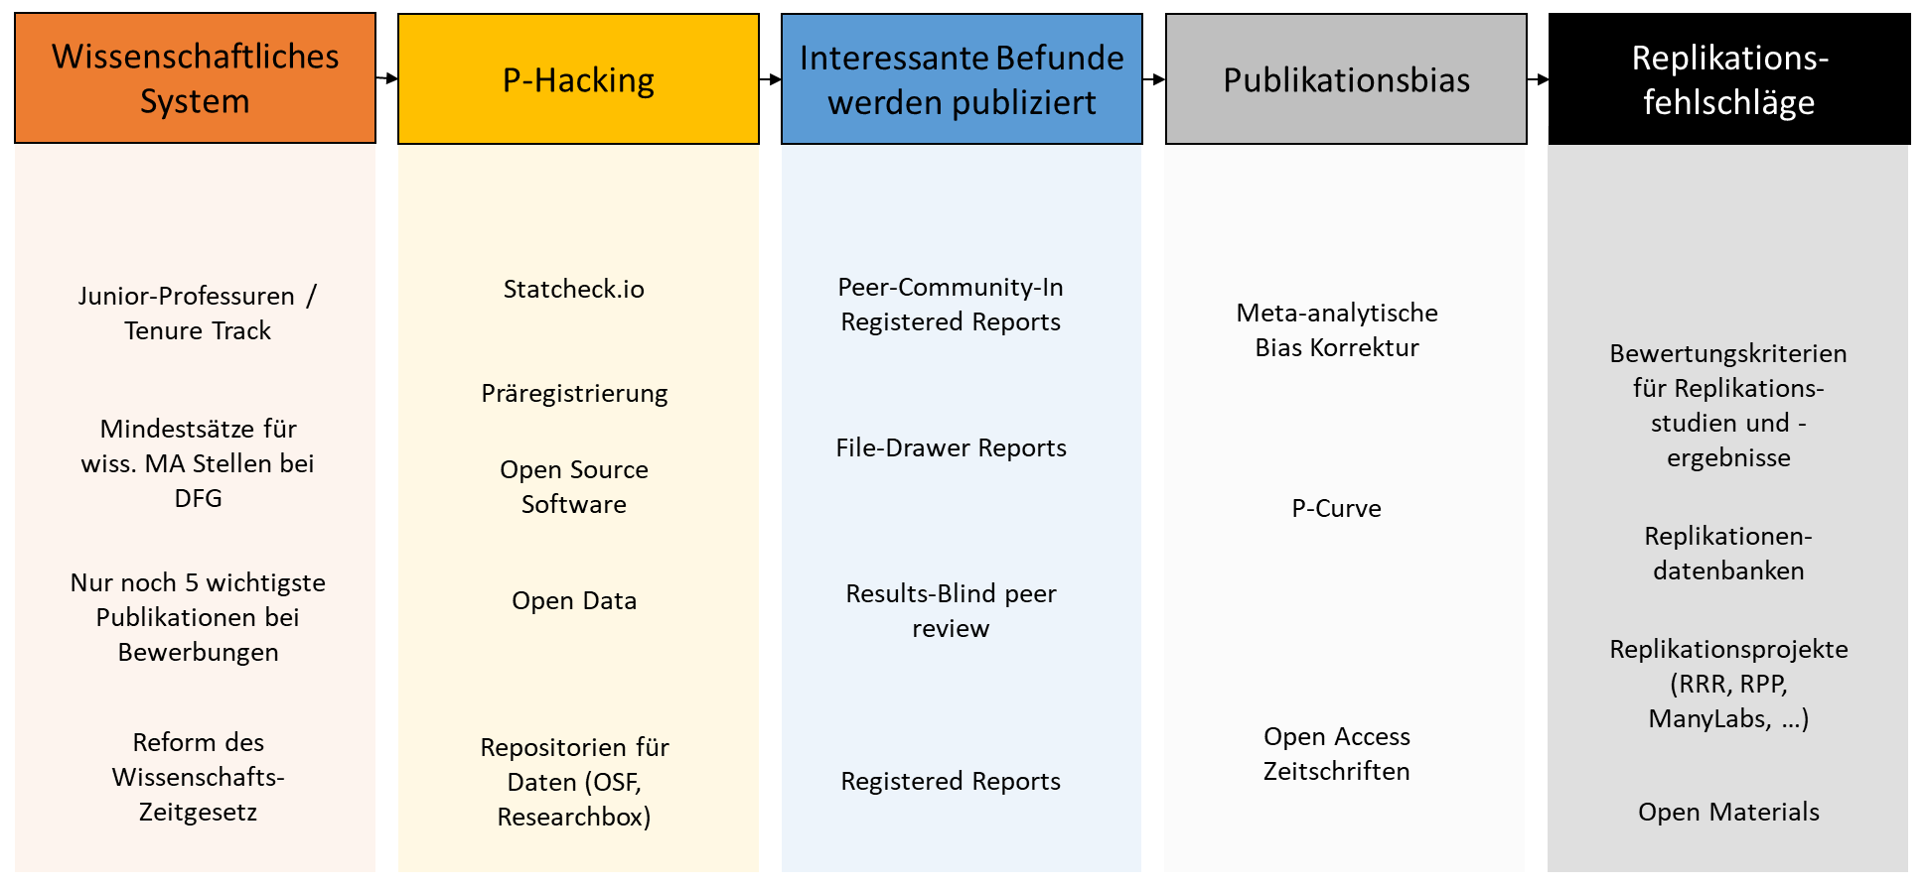 Wissenschaftliches
System
P-Hacking
Interessante Befunde
werden publiziert
Publikationsbias
Replikations-
fehlschläge
Junior-Professuren /
Tenure Track
Mindestsätze für
wiss. MA Stellen bei
DFG
Nur noch 5 wichtigste
Publikationen bei
Bewerbungen
Reform des
Wissenschafts-
Zeitgesetz
Statcheck.io
Präregistrierung
Open Source
Software
Open Data
Repositorien für
Daten (OSF,
Researchbox)
Peer-Community-In
Registered Reports
File-Drawer Reports
Results-Blind peer
review
Registered Reports
Meta-analytische
Bias Korrektur
P-Curve
Open Access
Zeitschriften
Bewertungskriterien
für Replikations-
studien und -
ergebnisse
Replikationen-
datenbanken
Replikationsprojekte
(RRR, RPP,
ManyLabs, …)
Open Materials